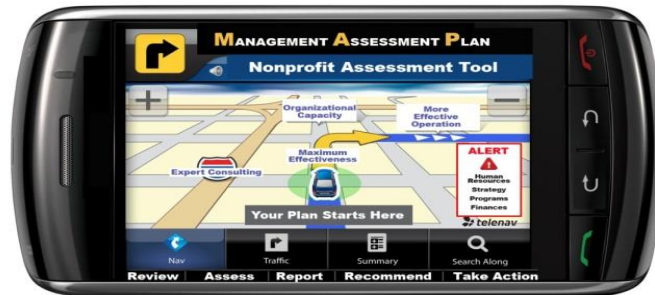 MANAGEMENT ASSESSMENT PLAN
Nonprofit Assessment Tool
Organizational
Capacity
More
Effective
Operation
Maximum
Effectiveness
Expert Consulting
ALERT
Human
Resources
Strategy
Programs
Finances
Your Plan Starts Here
telenav
Nav
Traffic
Summary
Search Along
Review Assess Report Recommend Take Action